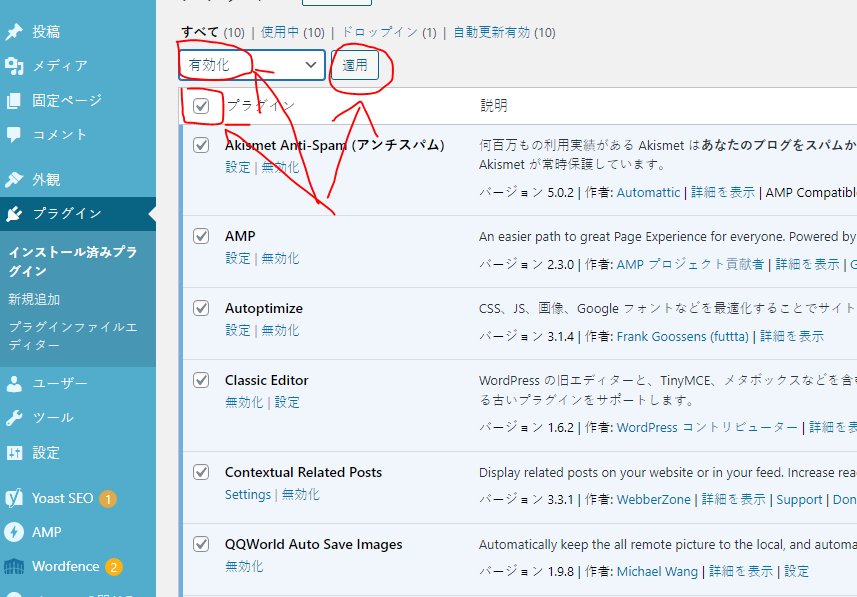 投稿
メディア
固定ページ
コメント
外観
プラグイン
インストール済みプラ
グイン
新規追加
プラグインファイルエ
ディター
ユーザー
ツール
設定
Yoast SEO 1
AMP
Wordfence 2
すべて (10) | 使用中 (10) | ドロップイン (1) | 自動更新有効 (10)
有効化 適用
プラグイン 説明
Akismet Anti-Spam (アンチスパム)
設定 | 無効化
何百万もの利用実績がある Akismet はあなたのブログをスパムか
Akismet が常時保護しています。
バージョン 5.0.2 | 作者: Automattic | 詳細を表示 | AMP Compatible
AMP
設定 | 無効化
An easier path to great Page Experience for everyone. Powered by
バージョン 2.3.0 | 作者: AMP プロジェクト貢献者 | 詳細を表示 | G
Autoptimize
設定 | 無効化
CSS、JS、画像、Google フォントなどを最適化することでサイト
バージョン 3.1.4 | 作者: Frank Goossens (futtta) | 詳細を表示
Classic Editor
無効化 | 設定
WordPress の旧エディターと、TinyMCE、メタボックスなどを含
る古いプラグインをサポートします。
バージョン 1.6.2 | 作者: WordPress コントリビューター | 詳細を表
Contextual Related Posts
Settings | 無効化
Display related posts on your website or in your feed. Increase rea
バージョン 3.3.1 | 作者: WebberZone | 詳細を表示 | Support | Don
QQWorld Auto Save Images
無効化
Automatically keep the all remote picture to the local, and automa
バージョン 1.9.8 | 作者: Michael Wang | 詳細を表示 | 設定